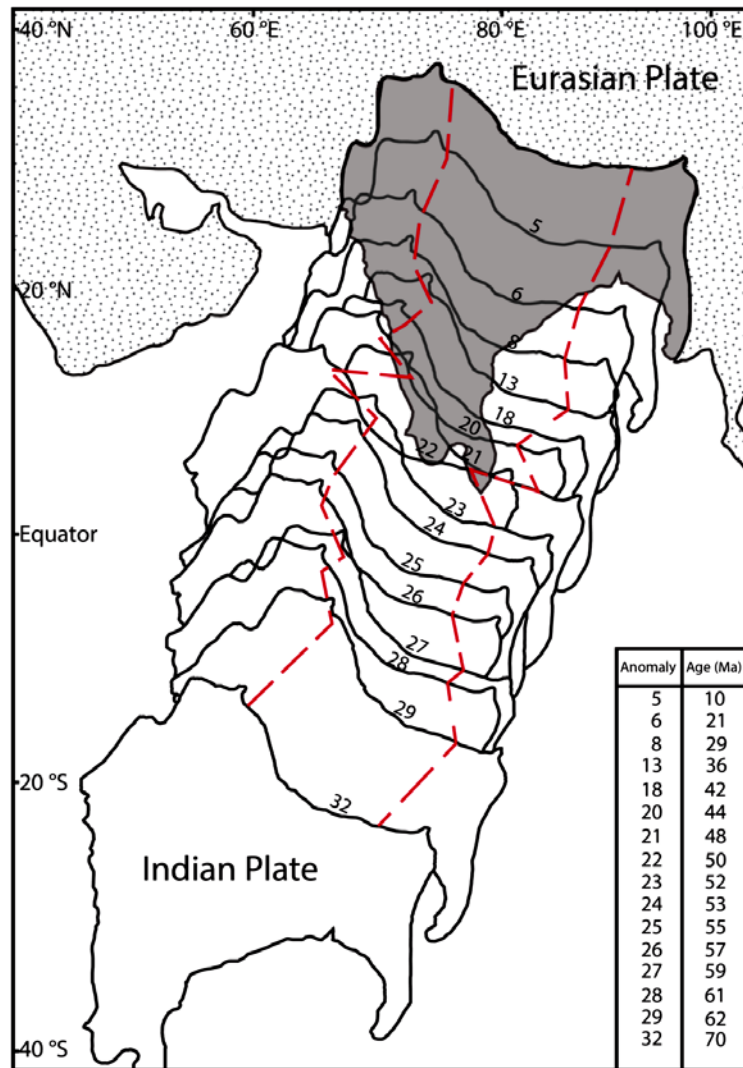 40 °N
60 °E
80 °E
100 °E
Eurasian Plate
5
20 °N
6
8
13
18
20
22
21
23
Equator
24
25
26
27
28
29
20 °S
32
Indian Plate
40 °S
Anomaly Age (Ma)
5 10
6 21
8 29
13 36
18 42
20 44
21 48
22 50
23 52
24 53
25 55
26 57
27 59
28 61
29 62
32 70